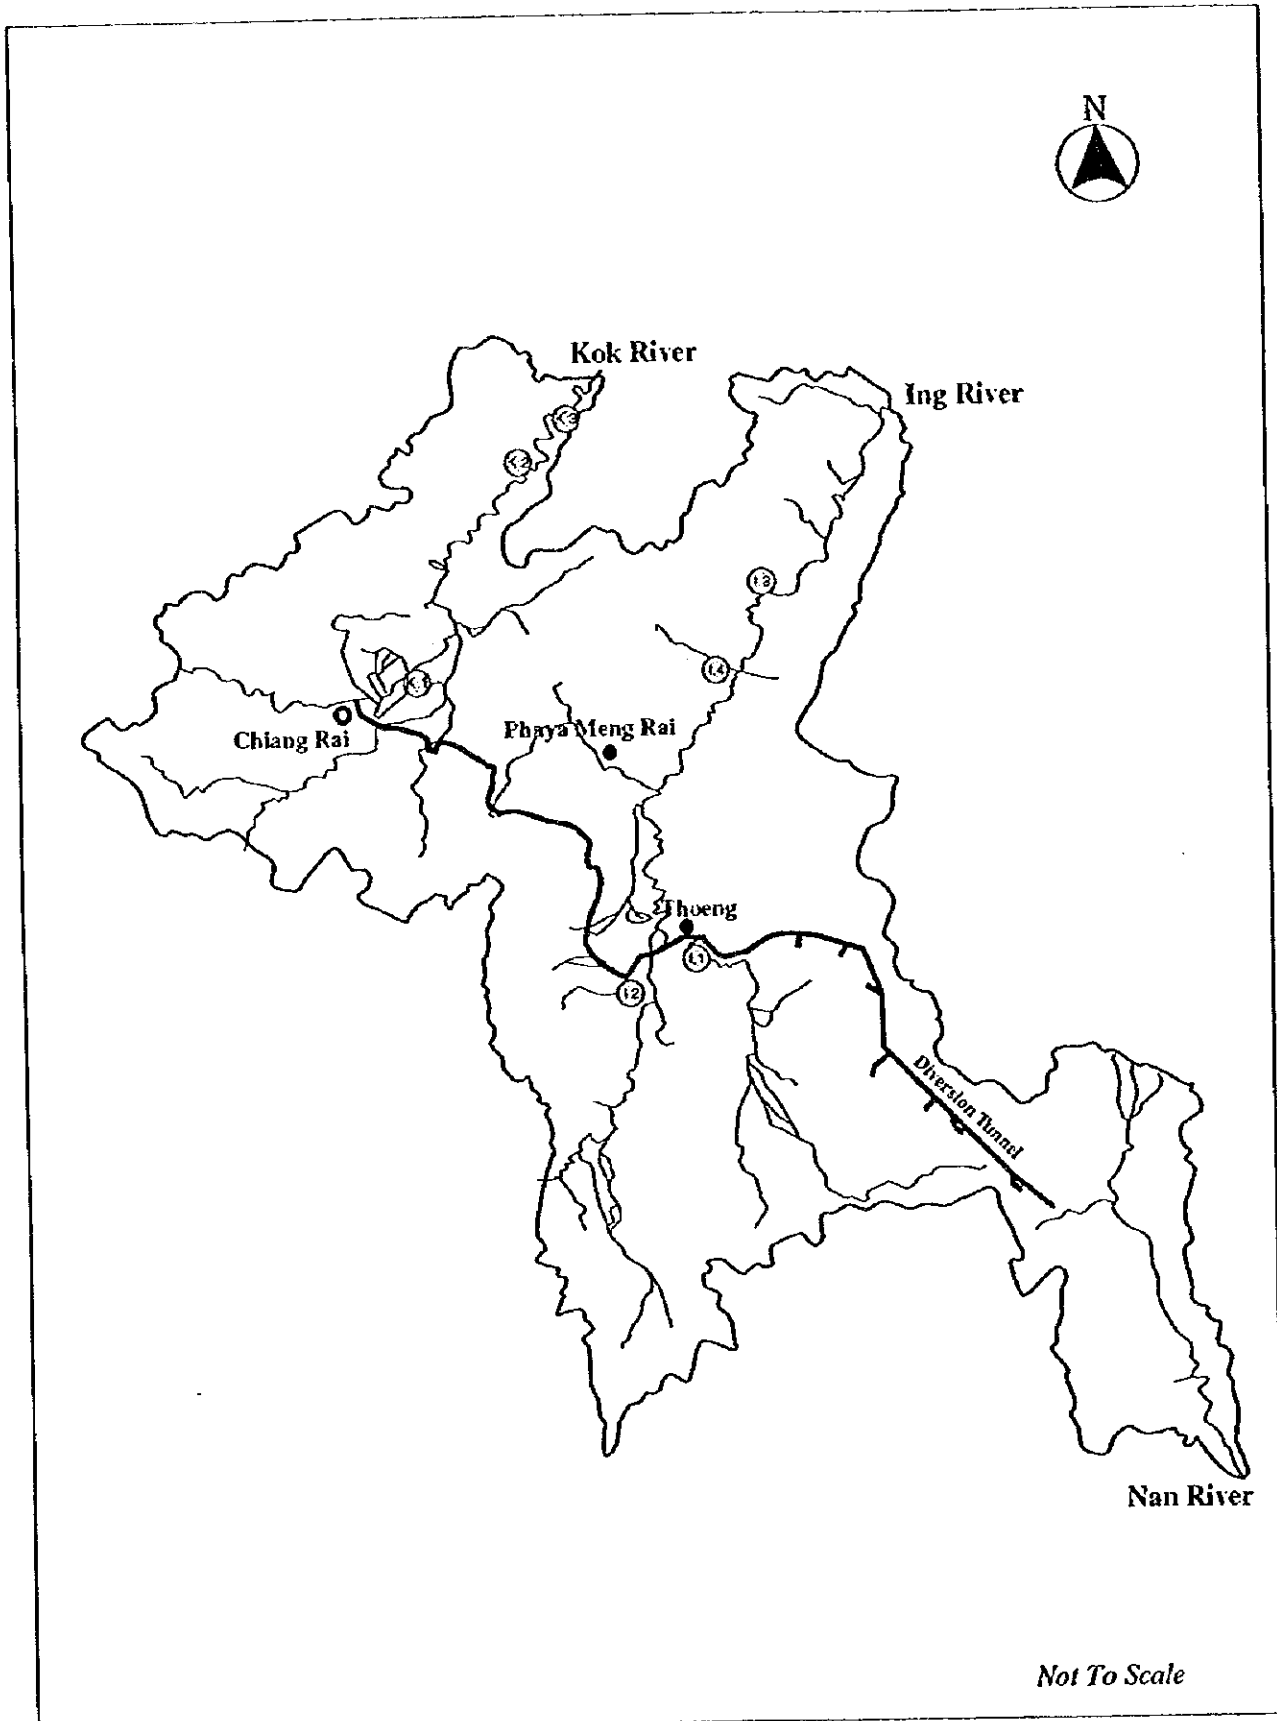 N
Kok River
Ing River
Chiang Rai
Phaya Meng Rai
Thoeng
Diversion Tunnel
Nan River
Not To Scale